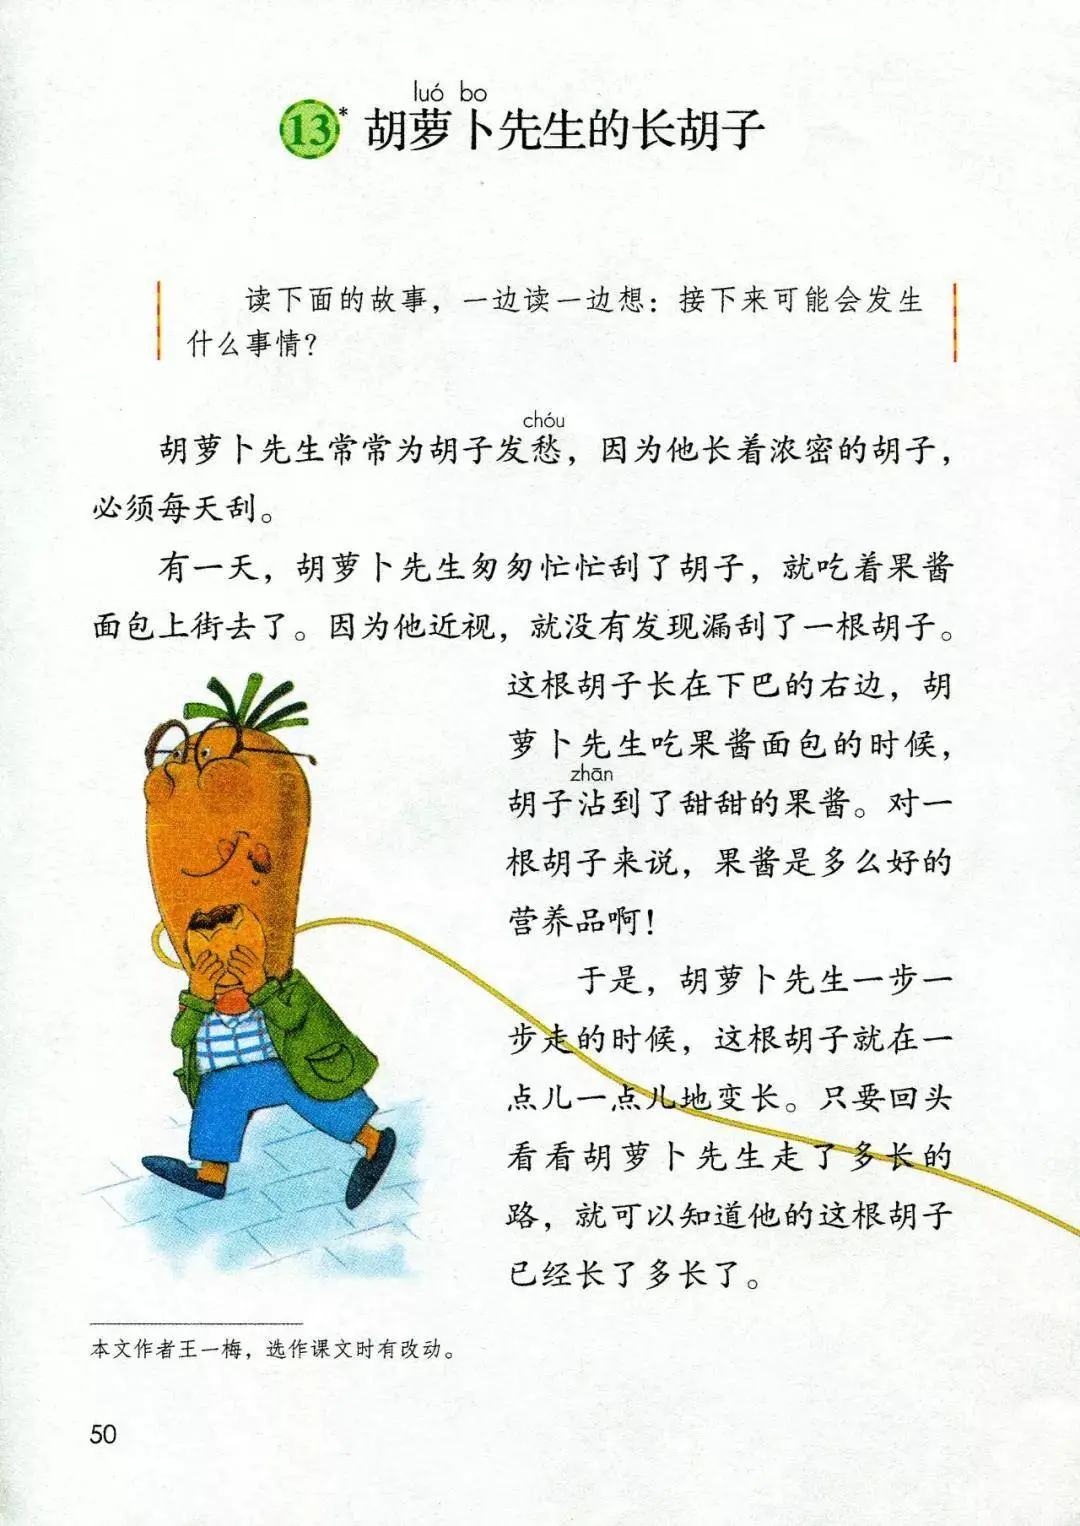 luó bo
13* 胡萝卜先生的长胡子
读下面的故事，一边读一边想：接下来可能会发生
什么事情？
chóu
胡萝卜先生常常为胡子发愁，因为他长着浓密的胡子，
必须每天刮。
有一天，胡萝卜先生匆匆忙忙刮了胡子，就吃着果酱
面包上街去了。因为他近视，就没有发现漏刮了一根胡子。
这根胡子长在下巴的右边，胡
萝卜先生吃果酱面包的时候，
zhān
胡子沾到了甜甜的果酱。对一
根胡子来说，果酱是多么好的
营养品啊！
于是，胡萝卜先生一步一
步走的时候，这根胡子就在一
点儿一点儿地变长。只要回头
看看胡萝卜先生走了多长的
路，就可以知道他的这根胡子
已经长了多长了。
本文作者王一梅，选作课文时有改动。
50